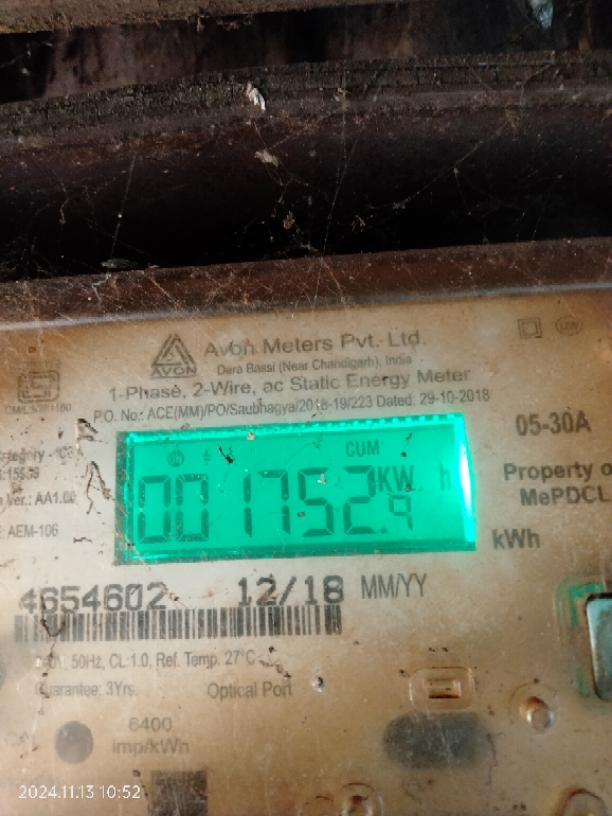 Avon Meters Pvt. Ltd.
AVON
Dera Bassi (Near Chandigarh), India
1-Phase, 2-Wire, ac Static Energy Meter
P.O. No.: ACE(MM)/PO/Saubhagya/2018-19/223 Dated: 29-10-2018
05-30A
CUM
KW h
001752.9
Property o
MePDCL
Ver.: AA1.00
AEM-106
kWh
4654602 12/18 MM/YY
50Hz, CL:1.0, Ref. Temp. 27°C
Guarantee: 3Yrs. Optical Port
6400
imp/kWh
2024.11.13 10:52